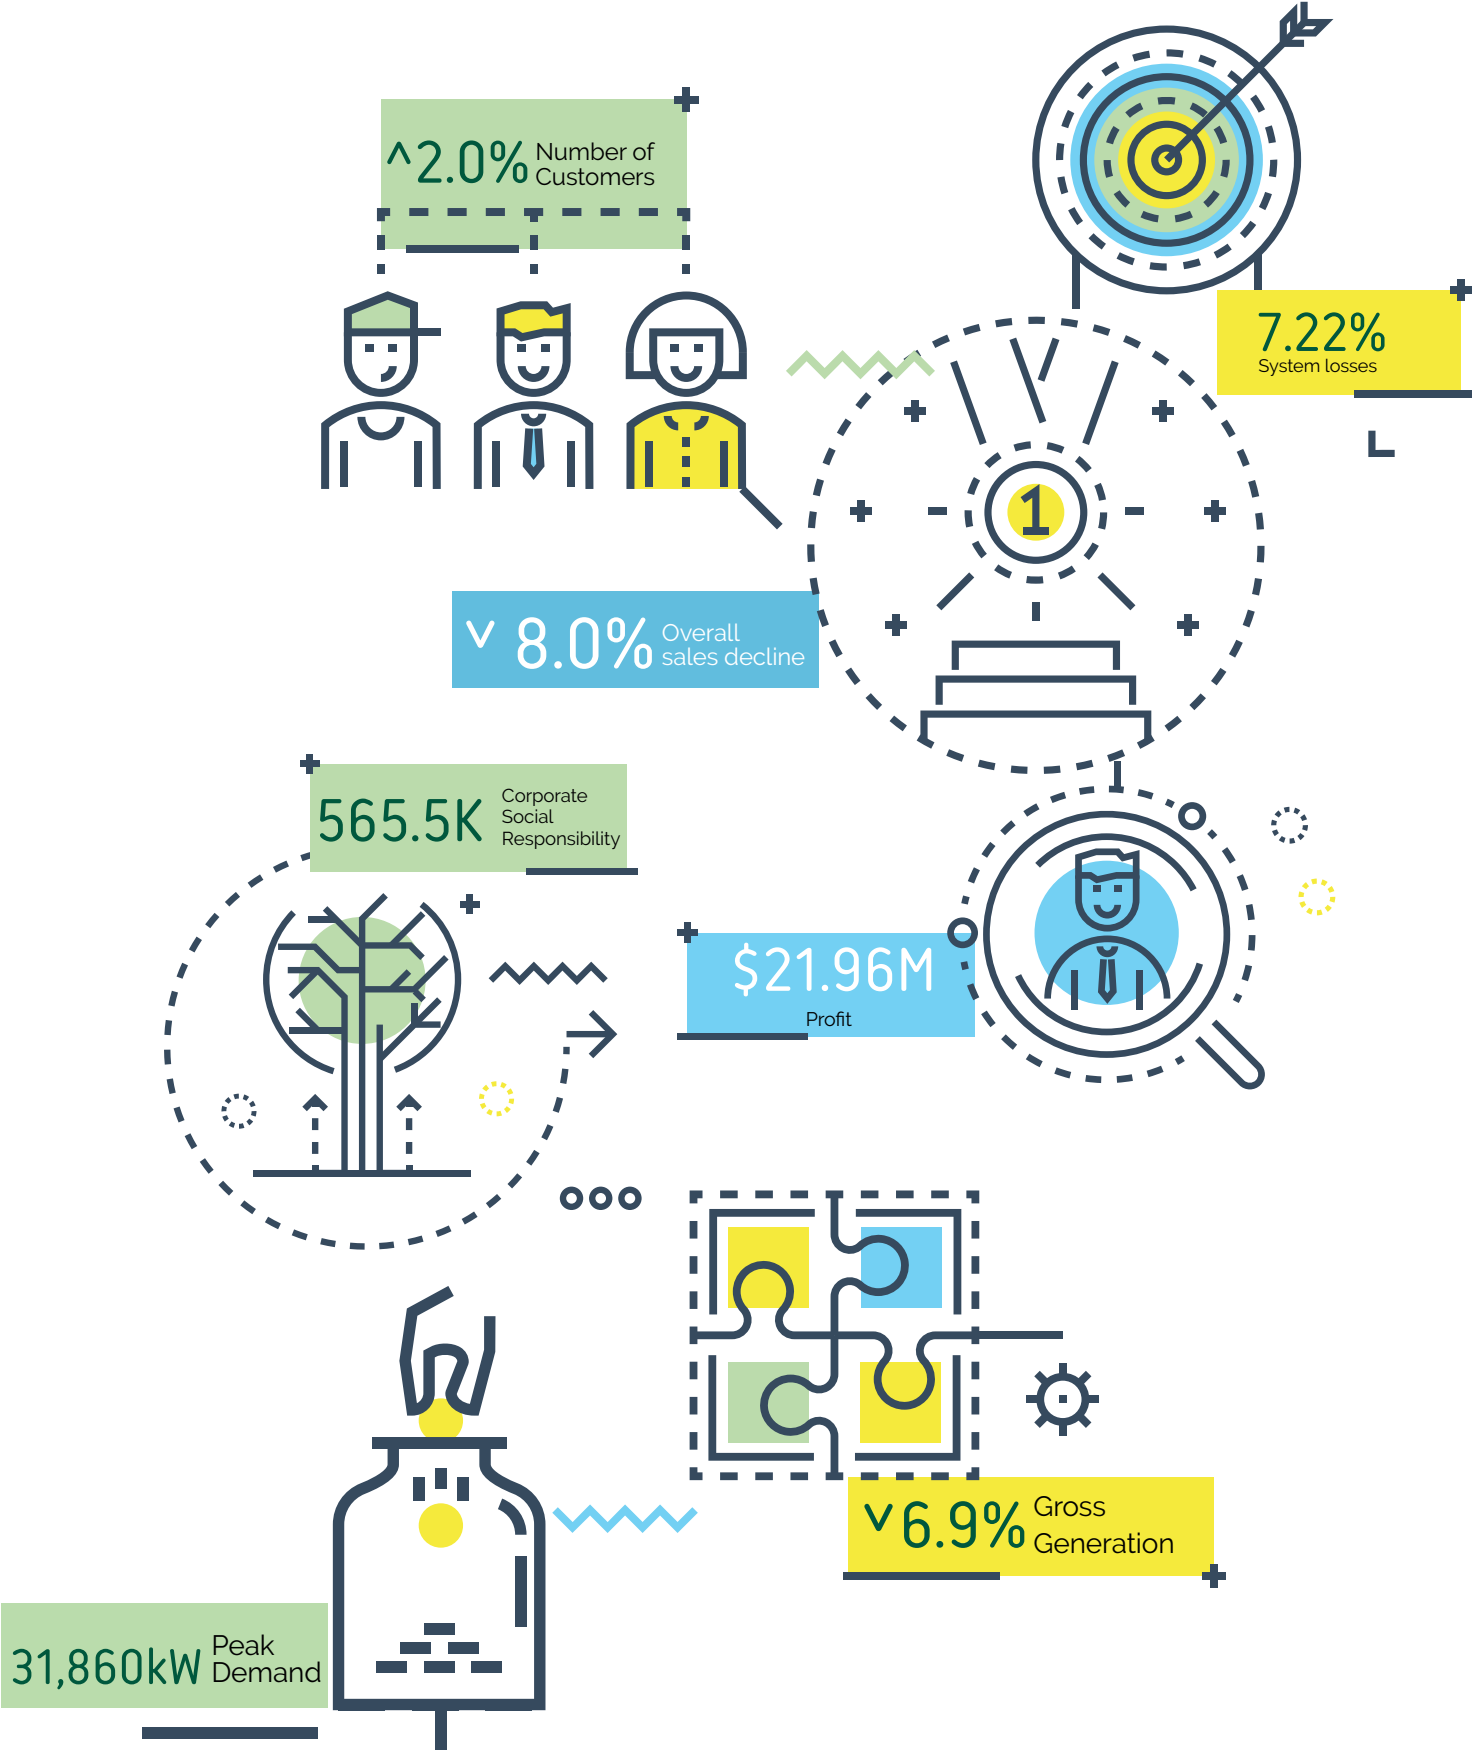 ^2.0%
Number of
Customers
7.22%
System losses
1
˅ 8.0%
Overall
sales decline
565.5K
Corporate
Social
Responsibility
$21.96M
Profit
˅6.9%
Gross
Generation
31,860kW
Peak
Demand